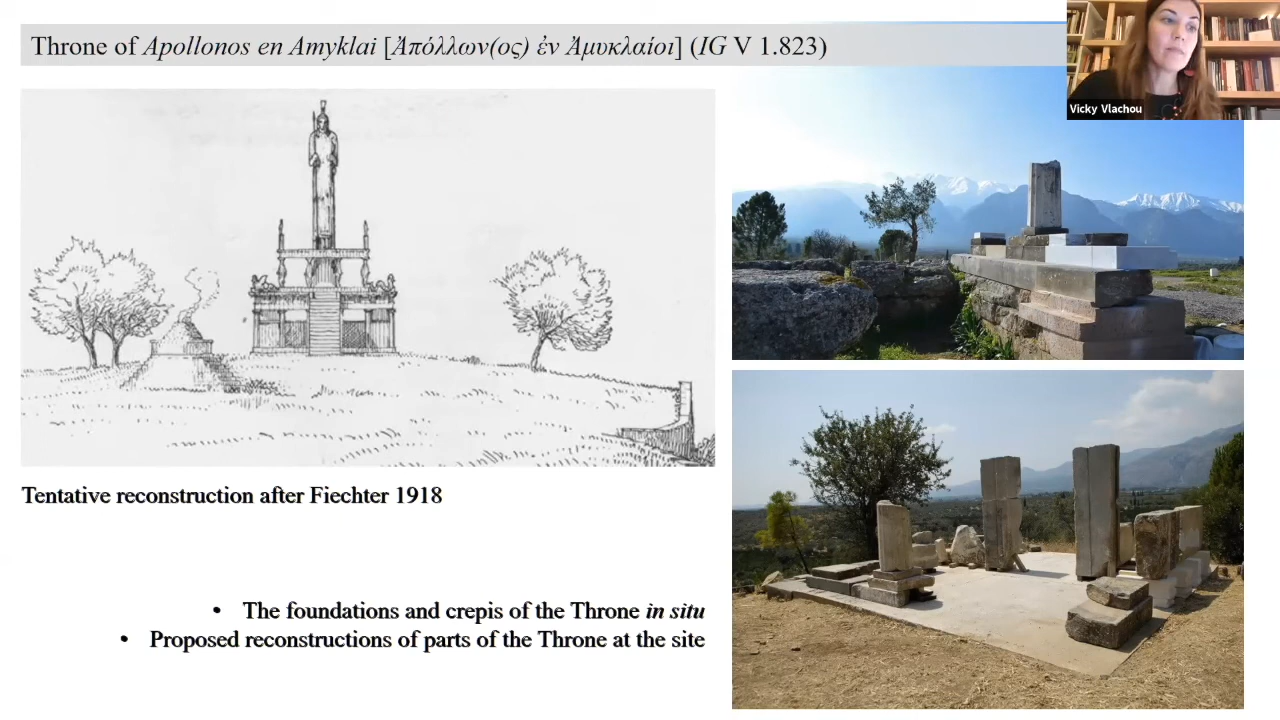 Throne of Apollonos en Amyklai [Ἀπόλλων(ος) ἐν Ἀμυκλαίοι] (IG V 1.823)
Vicky Vlachou
Tentative reconstruction after Fiechter 1918
• The foundations and crepis of the Throne in situ
• Proposed reconstructions of parts of the Throne at the site